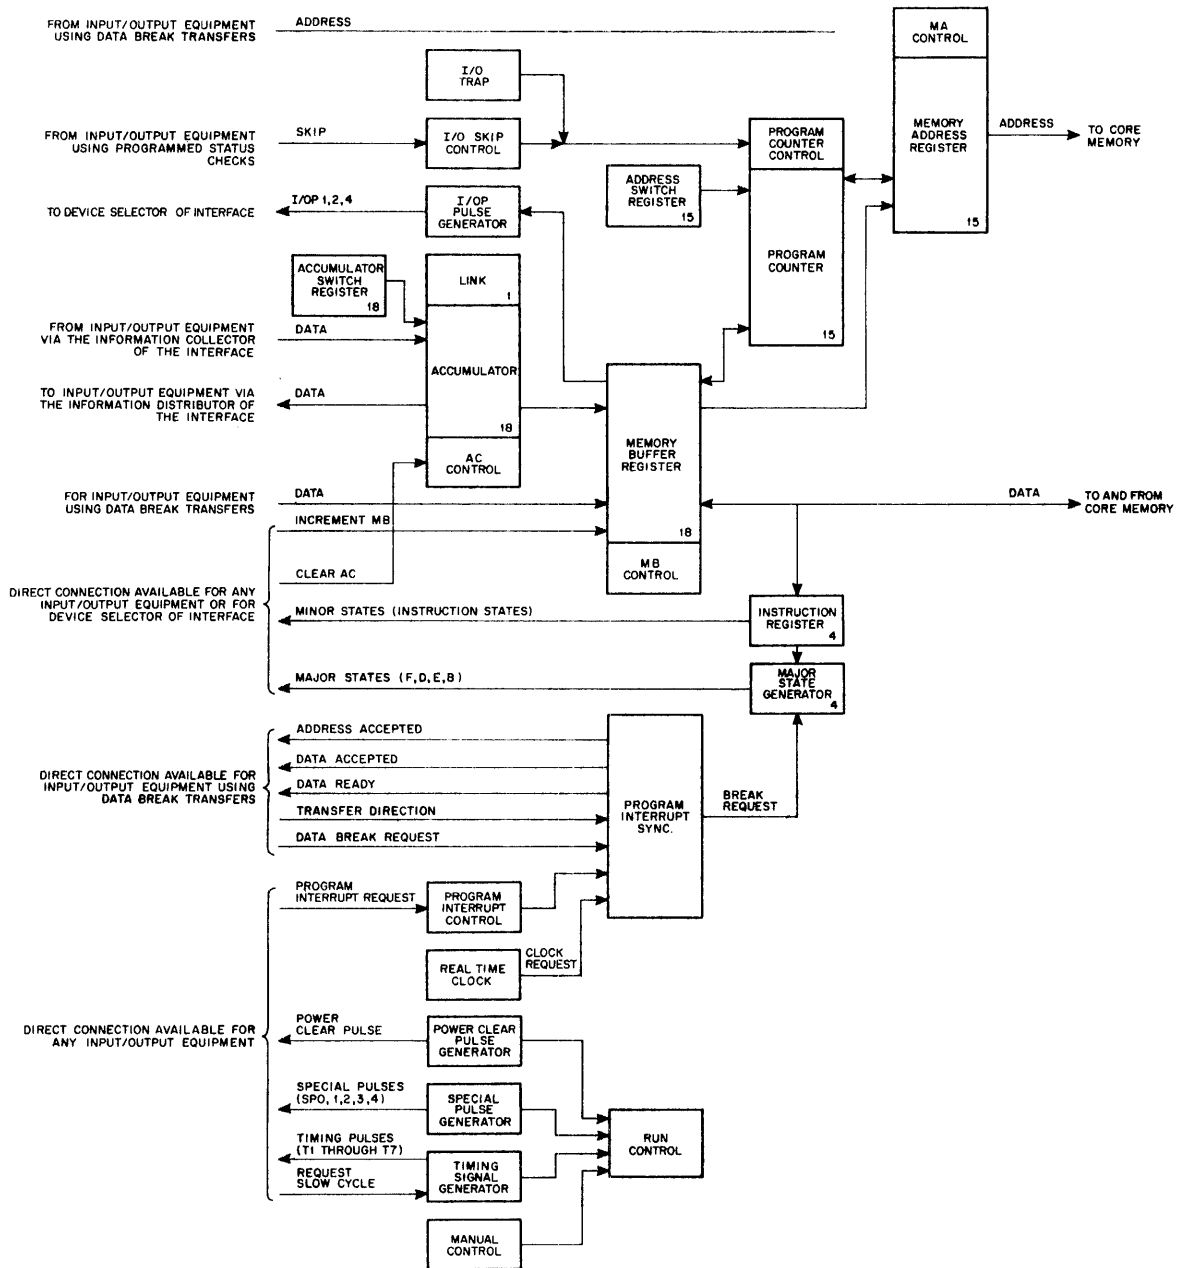 FROM INPUT/OUTPUT EQUIPMENT
USING DATA BREAK TRANSFERS
ADDRESS
MA
CONTROL
I/O
TRAP
MEMORY
ADDRESS
REGISTER
15
ADDRESS
TO CORE
MEMORY
FROM INPUT/OUTPUT EQUIPMENT
USING PROGRAMMED STATUS
CHECKS
SKIP
I/O SKIP
CONTROL
PROGRAM
COUNTER
CONTROL
ADDRESS
SWITCH
REGISTER
15
TO DEVICE SELECTOR OF INTERFACE
I/OP 1,2,4
I/OP
PULSE
GENERATOR
PROGRAM
COUNTER
15
ACCUMULATOR
SWITCH
REGISTER
18
LINK
1
FROM INPUT/OUTPUT EQUIPMENT
VIA THE INFORMATION COLLECTOR
OF THE INTERFACE
DATA
ACCUMULATOR
18
TO INPUT/OUTPUT EQUIPMENT VIA
THE INFORMATION DISTRIBUTOR OF
THE INTERFACE
DATA
AC
CONTROL
MEMORY
BUFFER
REGISTER
18
FOR INPUT/OUTPUT EQUIPMENT
USING DATA BREAK TRANSFERS
DATA
DATA
TO AND FROM
CORE MEMORY
INCREMENT MB
MB
CONTROL
CLEAR AC
DIRECT CONNECTION AVAILABLE FOR ANY
INPUT/OUTPUT EQUIPMENT OR FOR
DEVICE SELECTOR OF INTERFACE
MINOR STATES (INSTRUCTION STATES)
INSTRUCTION
REGISTER
4
MAJOR STATES (F,D,E,B)
MAJOR
STATE
GENERATOR
4
ADDRESS ACCEPTED
DATA ACCEPTED
DIRECT CONNECTION AVAILABLE FOR
INPUT/OUTPUT EQUIPMENT USING
DATA BREAK TRANSFERS
DATA READY
TRANSFER DIRECTION
DATA BREAK REQUEST
PROGRAM
INTERRUPT
SYNC.
BREAK
REQUEST
PROGRAM
INTERRUPT REQUEST
PROGRAM
INTERRUPT
CONTROL
CLOCK
REQUEST
REAL TIME
CLOCK
DIRECT CONNECTION AVAILABLE FOR
ANY INPUT/OUTPUT EQUIPMENT
POWER
CLEAR PULSE
POWER CLEAR
PULSE
GENERATOR
SPECIAL PULSES
(SPO, 1,2,3,4)
SPECIAL
PULSE
GENERATOR
RUN
CONTROL
TIMING PULSES
(T1 THROUGH T7)
REQUEST
SLOW CYCLE
TIMING
SIGNAL
GENERATOR
MANUAL
CONTROL